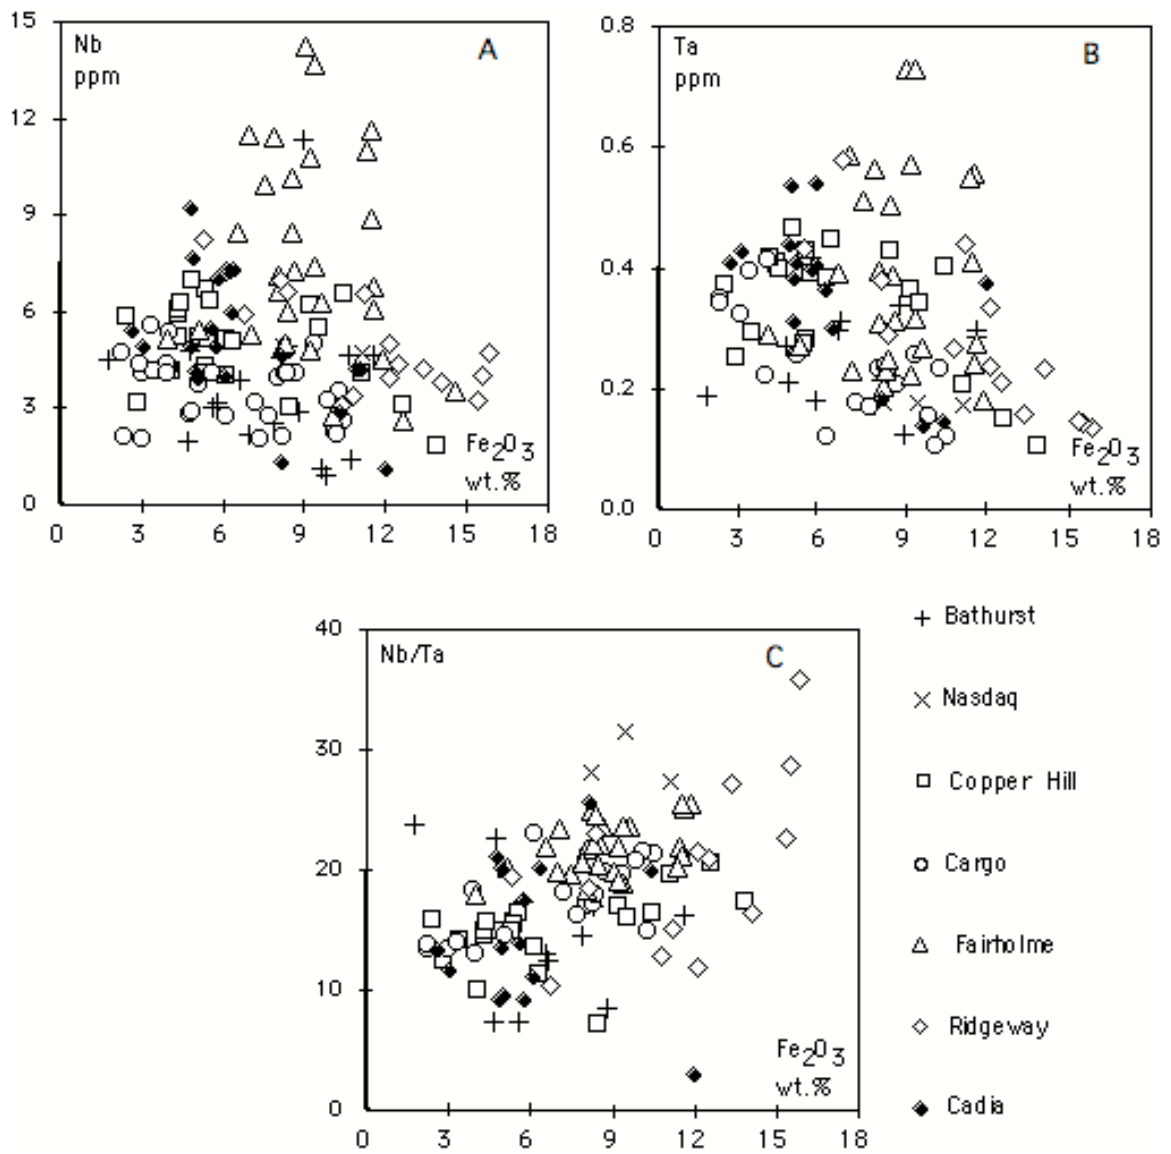 15
Nb
ppm
A
12
9
6
3
0
Fe₂O₃
wt.%
0 3 6 9 12 15 18
0.8
Ta
ppm
B
0.6
0.4
0.2
0.0
Fe₂O₃
wt.%
0 3 6 9 12 15 18
40
Nb/Ta
C
30
20
10
0
Fe₂O₃
wt.%
0 3 6 9 12 15 18
Bathurst
Nasdaq
Copper Hill
Cargo
Fairholme
Ridgeway
Cadia